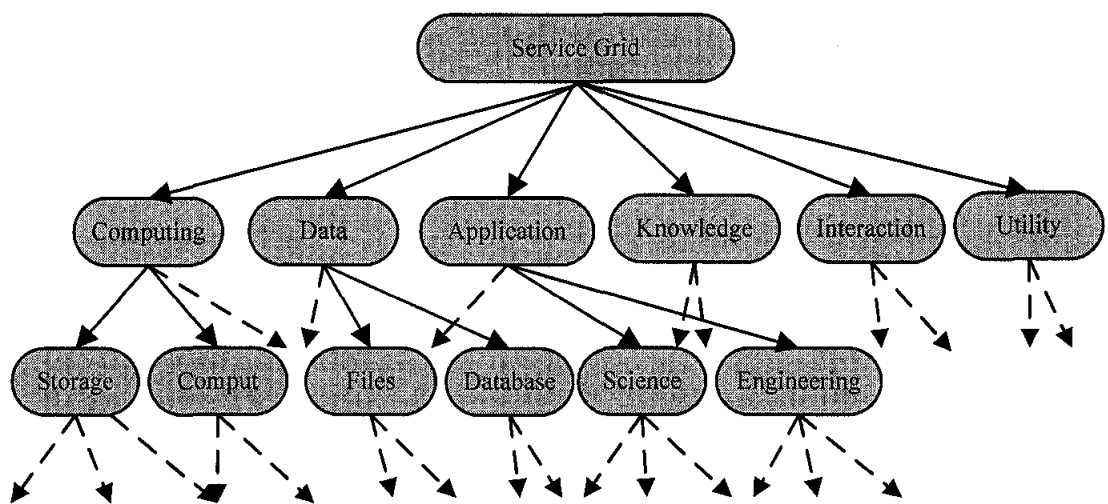 Service Grid
Computing
Data
Application
Knowledge
Interaction
Utility
Storage
Comput
Files
Database
Science
Engineering